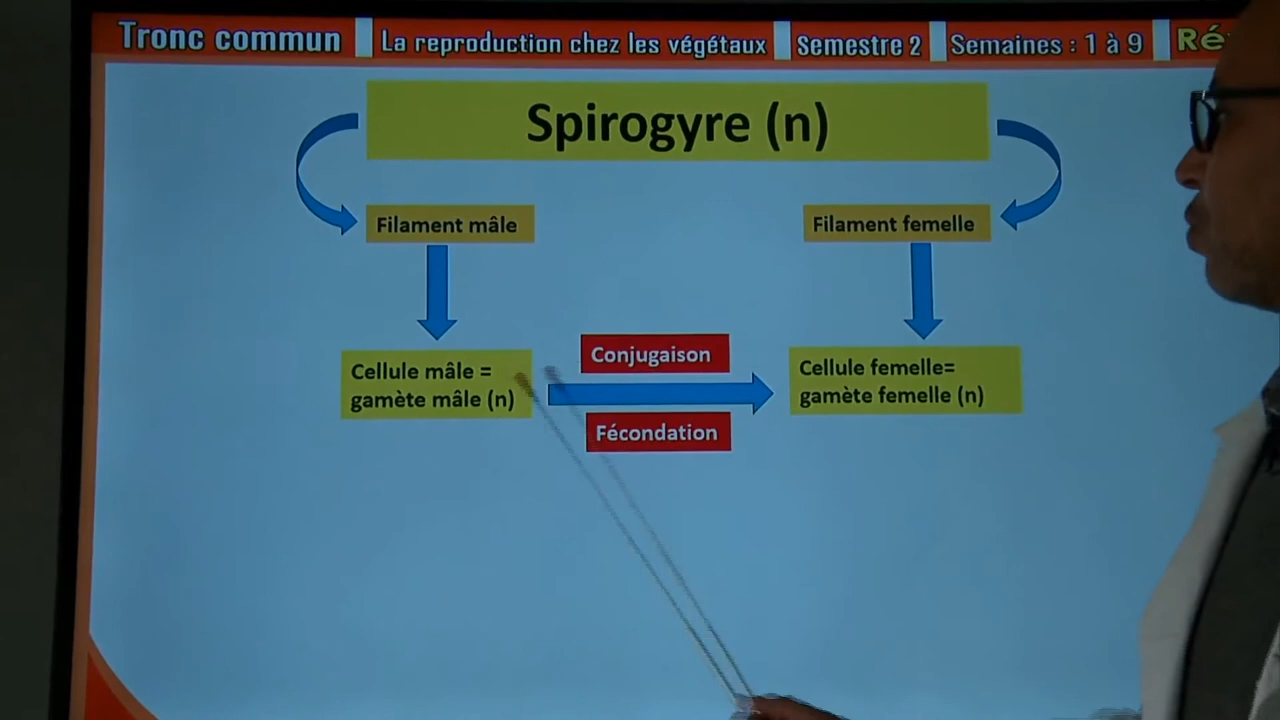 Tronc commun
La reproduction chez les végétaux
Semestre 2
Semaines : 1 à 9
Spirogyre (n)
Filament mâle
Filament femelle
Cellule mâle =
gamète mâle (n)
Conjugaison
Fécondation
Cellule femelle=
gamète femelle (n)